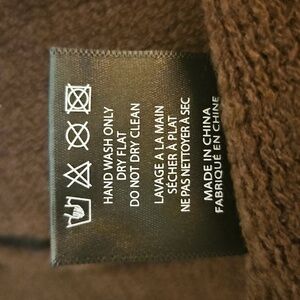 HAND WASH ONLY
DRY FLAT
DO NOT DRY CLEAN
LAVAGE A LA MAIN
SÉCHER À PLAT
NE PAS NETTOYER À SEC
MADE IN CHINA
FABRIQUÉ EN CHINE